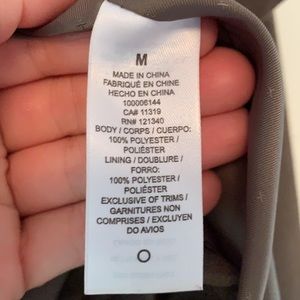 M
MADE IN CHINA
FABRIQUÉ EN CHINE
HECHO EN CHINA
100006144
CA# 11319
RN# 121340
BODY / CORPS / CUERPO:
100% POLYESTER /
POLIÉSTER
LINING / DOUBLURE /
FORRO:
100% POLYESTER /
POLIÉSTER
EXCLUSIVE OF TRIMS /
GARNITURES NON
COMPRISES / EXCLUYEN
DO AVIOS